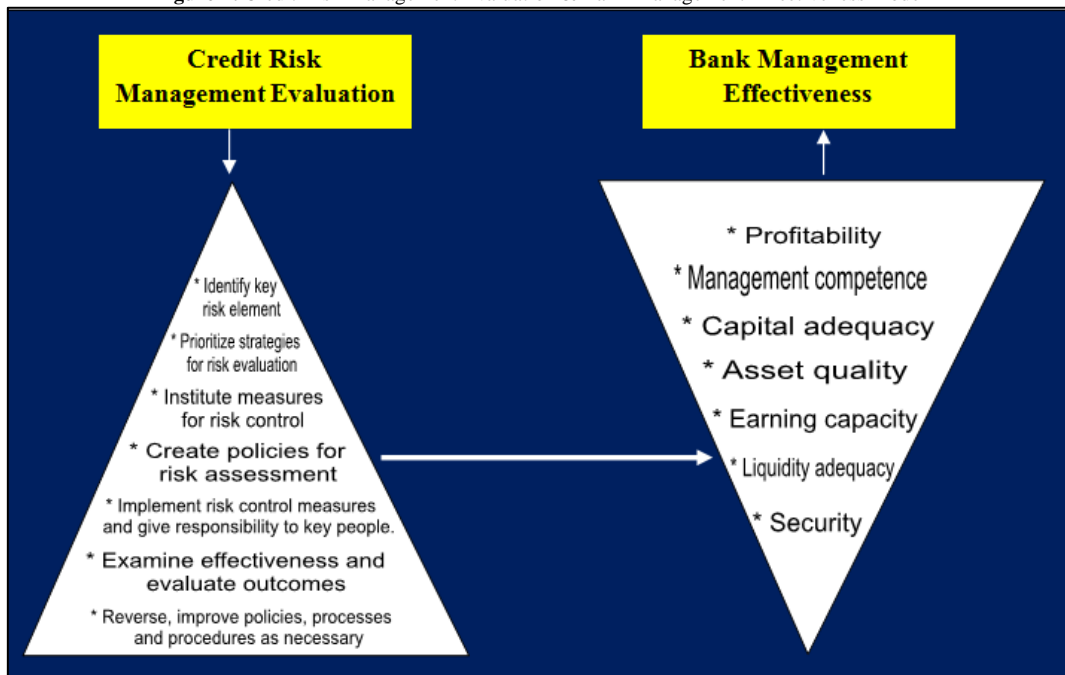 Credit Risk
Management Evaluation
Bank Management
Effectiveness
* Identify key
risk element
* Prioritize strategies
for risk evaluation
* Institute measures
for risk control
* Create policies for
risk assessment
* Implement risk control measures
and give responsibility to key people.
* Examine effectiveness and
evaluate outcomes
* Reverse, improve policies, processes
and procedures as necessary
* Profitability
* Management competence
* Capital adequacy
* Asset quality
* Earning capacity
* Liquidity adequacy
* Security